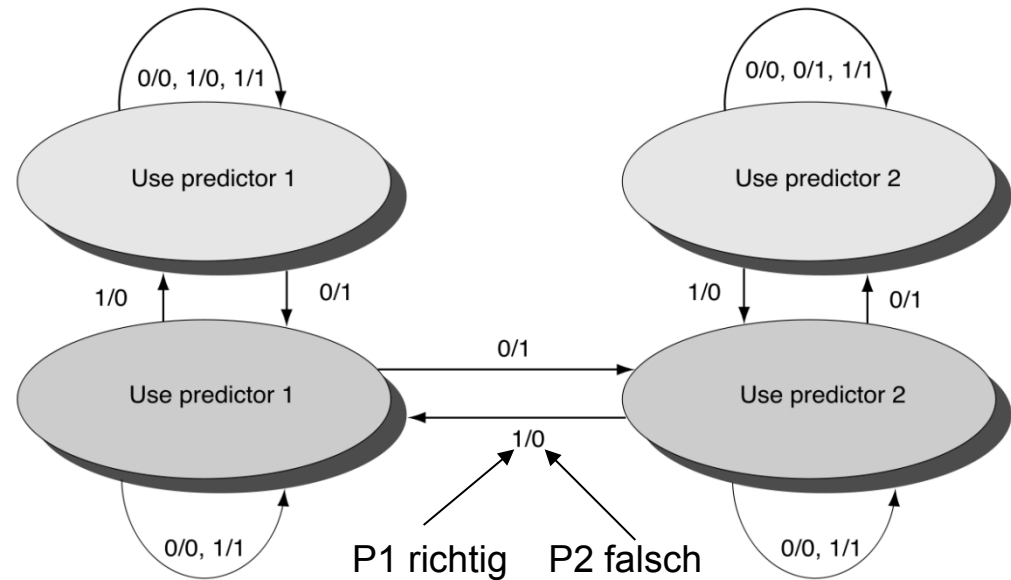 0/0, 1/0, 1/1
0/0, 0/1, 1/1
Use predictor 1
Use predictor 2
1/0
0/1
1/0
0/1
0/1
Use predictor 1
Use predictor 2
1/0
0/0, 1/1
P1 richtig
P2 falsch
0/0, 1/1